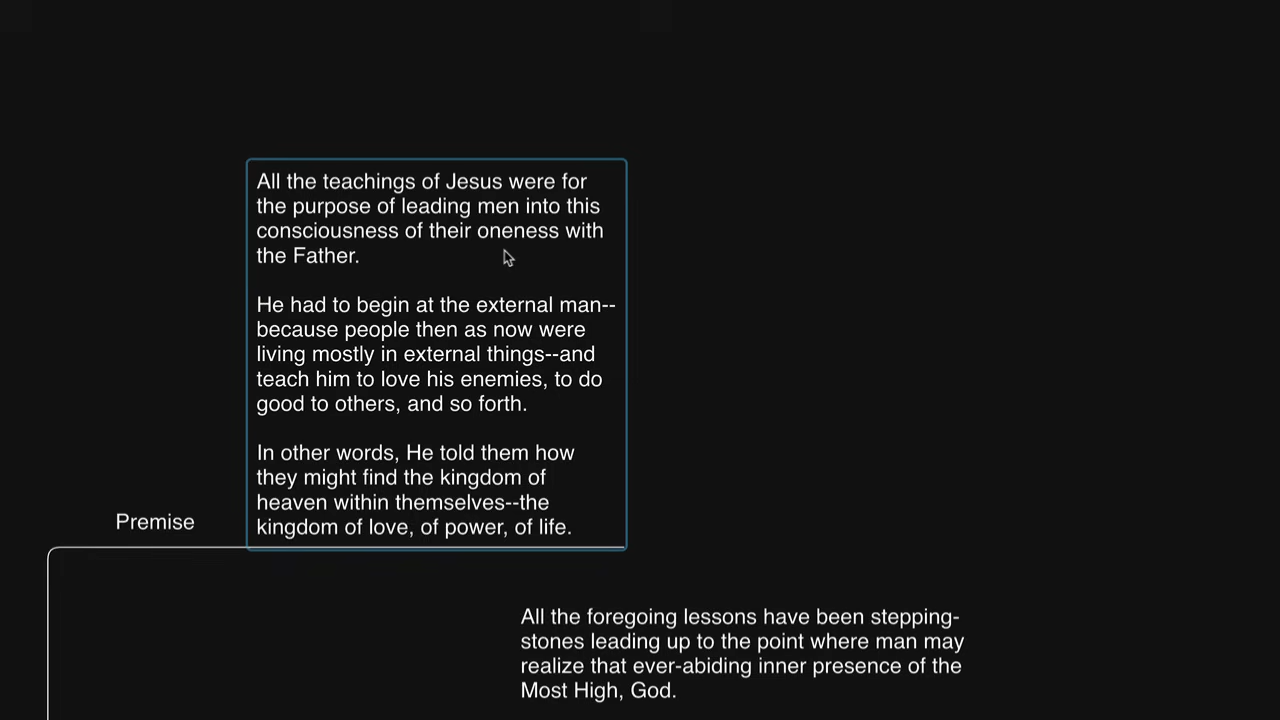 All the teachings of Jesus were for
the purpose of leading men into this
consciousness of their oneness with
the Father.
He had to begin at the external man--
because people then as now were
living mostly in external things--and
teach him to love his enemies, to do
good to others, and so forth.
In other words, He told them how
they might find the kingdom of
heaven within themselves--the
kingdom of love, of power, of life.
Premise
All the foregoing lessons have been stepping-
stones leading up to the point where man may
realize that ever-abiding inner presence of the
Most High, God.